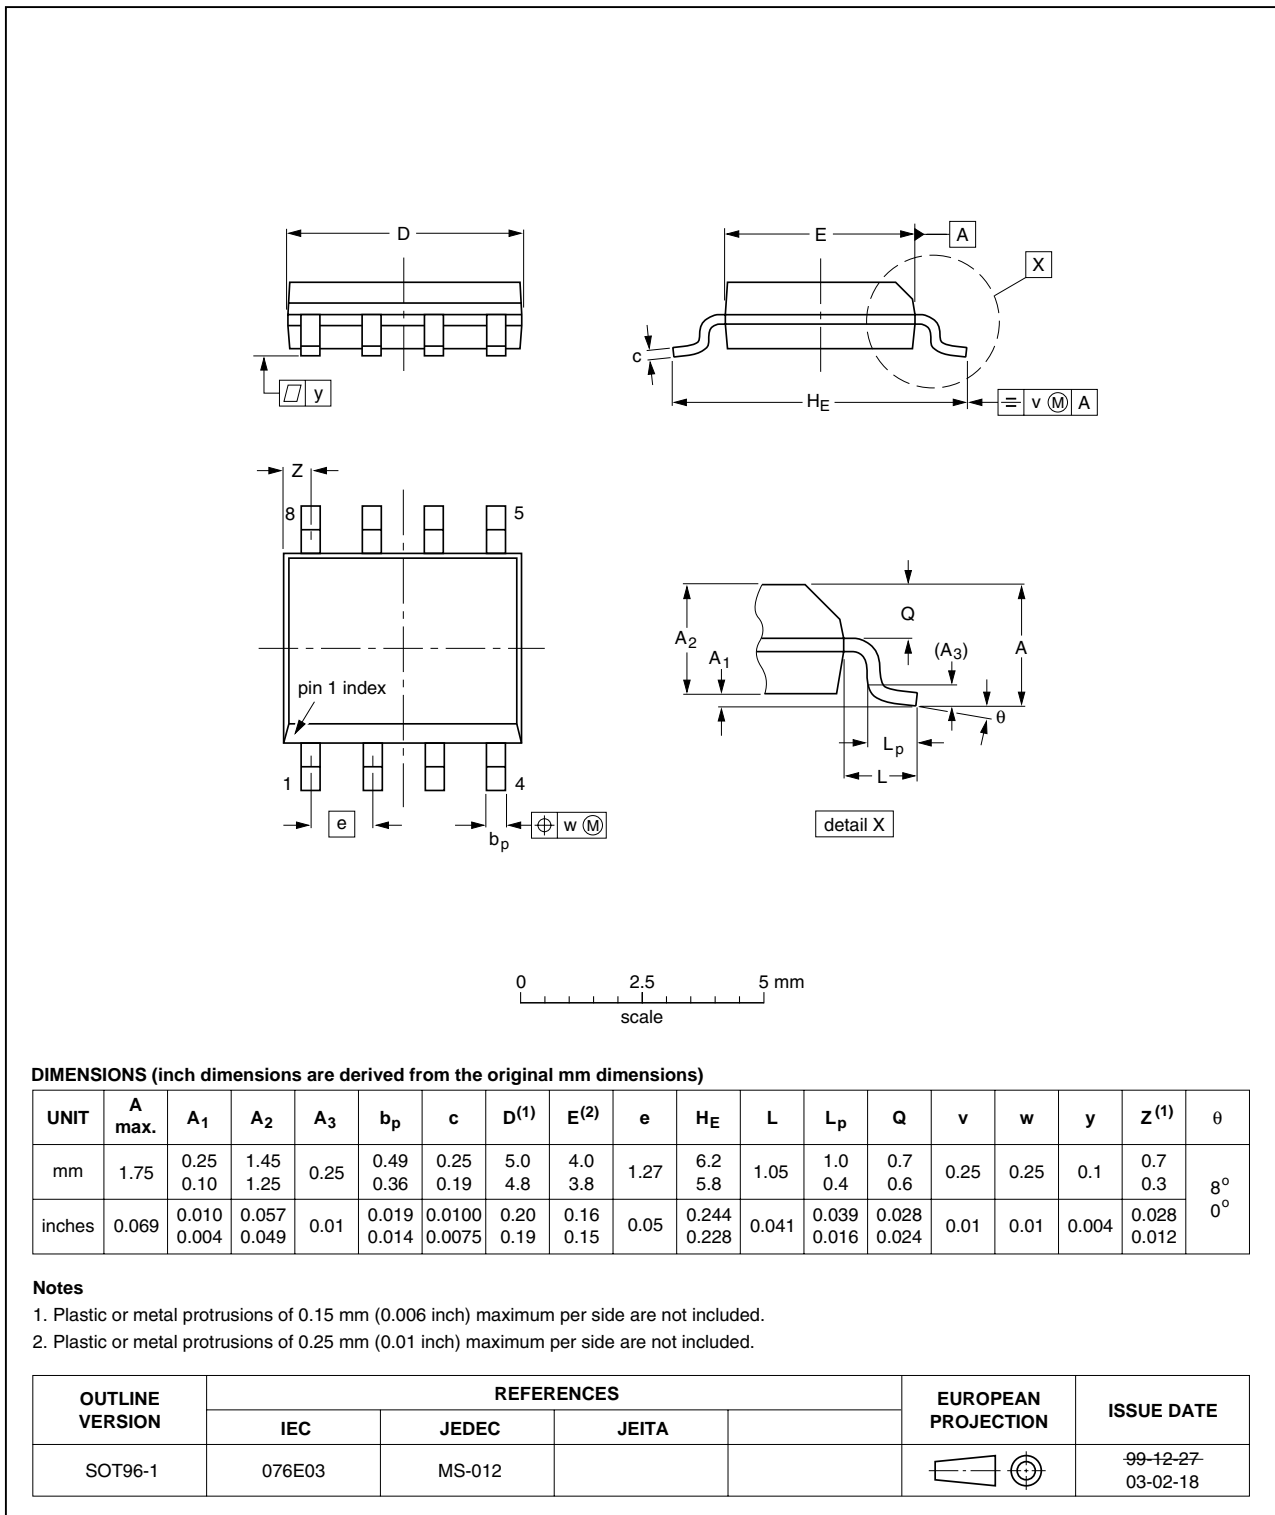 D
E
A
X
c
y
HE
v Ⓜ A
Z
8
5
pin 1 index
1
4
e
bp
w Ⓜ
A2
A1
Q
(A3)
A
θ
Lp
L
detail X
0 2.5 5 mm
scale
DIMENSIONS (inch dimensions are derived from the original mm dimensions)
UNIT A max. A1 A2 A3 bp c D(1) E(2) e HE L Lp Q v w y Z(1) θ
mm 1.75 0.25 0.10 1.45 1.25 0.25 0.49 0.36 0.25 0.19 5.0 4.8 4.0 3.8 1.27 6.2 5.8 1.05 1.0 0.4 0.7 0.6 0.25 0.25 0.1 0.7 0.3 8° 0°
inches 0.069 0.010 0.004 0.057 0.049 0.01 0.019 0.014 0.0100 0.0075 0.20 0.19 0.16 0.15 0.05 0.244 0.228 0.041 0.039 0.016 0.028 0.024 0.01 0.01 0.004 0.028 0.012
Notes
1. Plastic or metal protrusions of 0.15 mm (0.006 inch) maximum per side are not included.
2. Plastic or metal protrusions of 0.25 mm (0.01 inch) maximum per side are not included.
OUTLINE VERSION REFERENCES EUROPEAN PROJECTION ISSUE DATE
IEC JEDEC JEITA
SOT96-1 076E03 MS-012 99-12-27
03-02-18